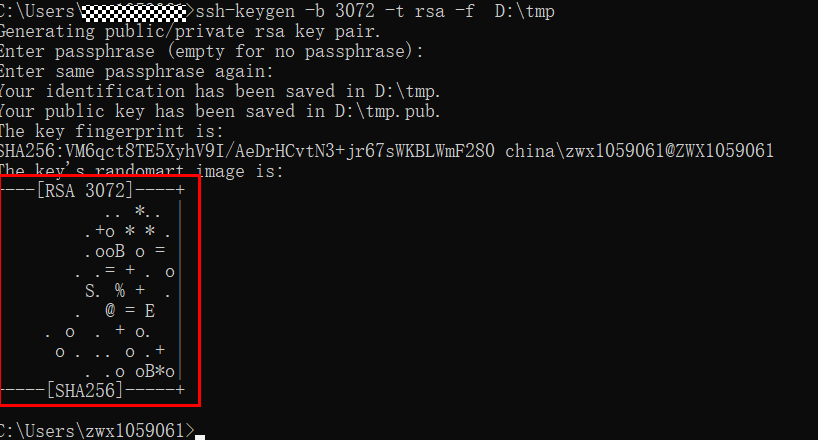 C:\Users\>ssh-keygen -b 3072 -t rsa -f  D:\tmp
Generating public/private rsa key pair.
Enter passphrase (empty for no passphrase):
Enter same passphrase again:
Your identification has been saved in D:\tmp.
Your public key has been saved in D:\tmp.pub.
The key fingerprint is:
SHA256:VM6qct8TE5XyhV9I/AeDrHCvtN3+jr67sWKBLWmF280 china\zwx1059061@ZWX1059061
The key's randomart image is:
----[RSA 3072]----+
          .. *..  |
        .+o * * . |
        .ooB o =  |
       . .= + . o |
        S. % +  . |
       .  @ = E   |
    . o  . + o.   |
     o . .. o .+  |
        . .o oB*o |
-----[SHA256]-----+
C:\Users\zwx1059061>